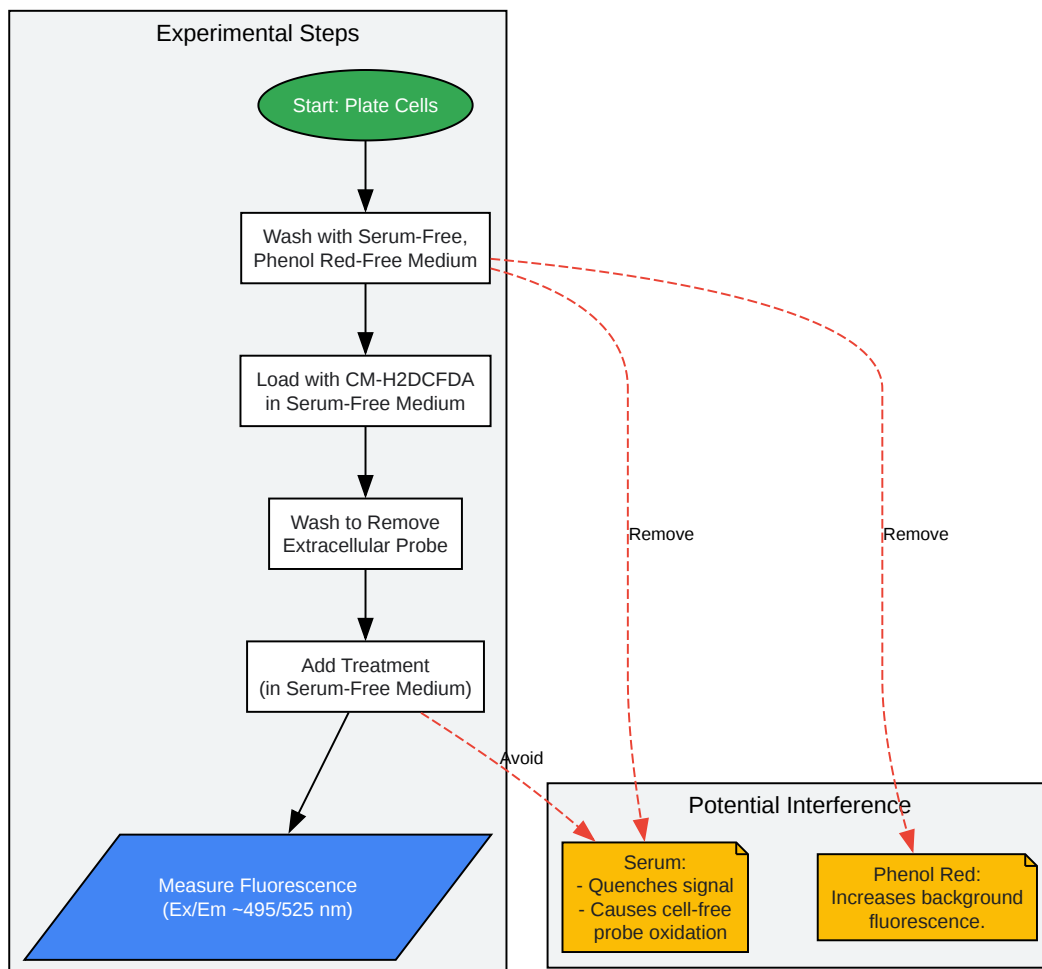 Experimental Steps
Start: Plate Cells
Wash with Serum-Free,
Phenol Red-Free Medium
Load with CM-H2DCFDA
in Serum-Free Medium
Wash to Remove
Extracellular Probe
Remove
Remove
Add Treatment
(in Serum-Free Medium)
Avoid
Potential Interference
Measure Fluorescence
(Ex/Em ~495/525 nm)
Serum:
- Quenches signal
- Causes cell-free
probe oxidation
Phenol Red:
Increases background
fluorescence.